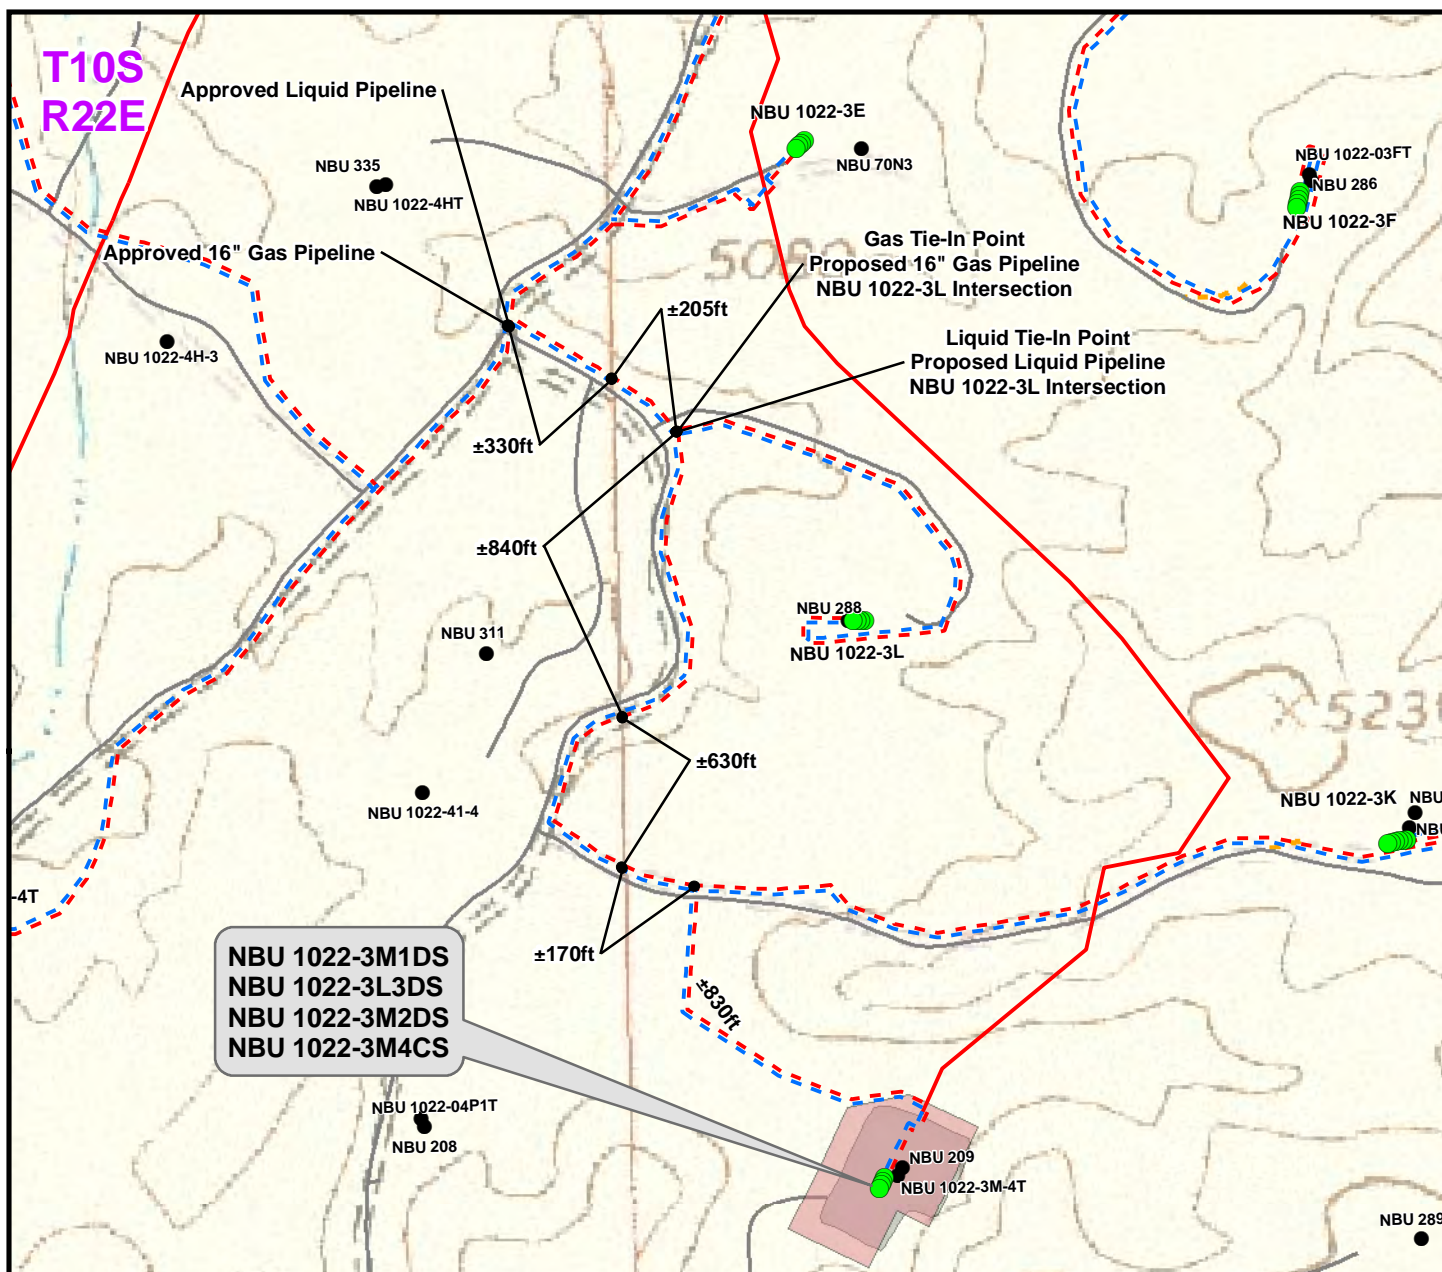 T10S
R22E
Approved Liquid Pipeline
NBU 1022-3E
NBU 70N3
NBU 335
NBU 1022-4HT
NBU 1022-03FT
NBU 286
NBU 1022-3F
Approved 16" Gas Pipeline
Gas Tie-In Point
Proposed 16" Gas Pipeline
NBU 1022-3L Intersection
±205ft
NBU 1022-4H-3
Liquid Tie-In Point
Proposed Liquid Pipeline
NBU 1022-3L Intersection
±330ft
±840ft
NBU 288
NBU 1022-3L
NBU 311
±630ft
NBU 1022-41-4
NBU 1022-3K
NBU
NBU
-4T
±170ft
±830ft
NBU 1022-3M1DS
NBU 1022-3L3DS
NBU 1022-3M2DS
NBU 1022-3M4CS
NBU 1022-04P1T
NBU 208
NBU 209
NBU 1022-3M-4T
NBU 289